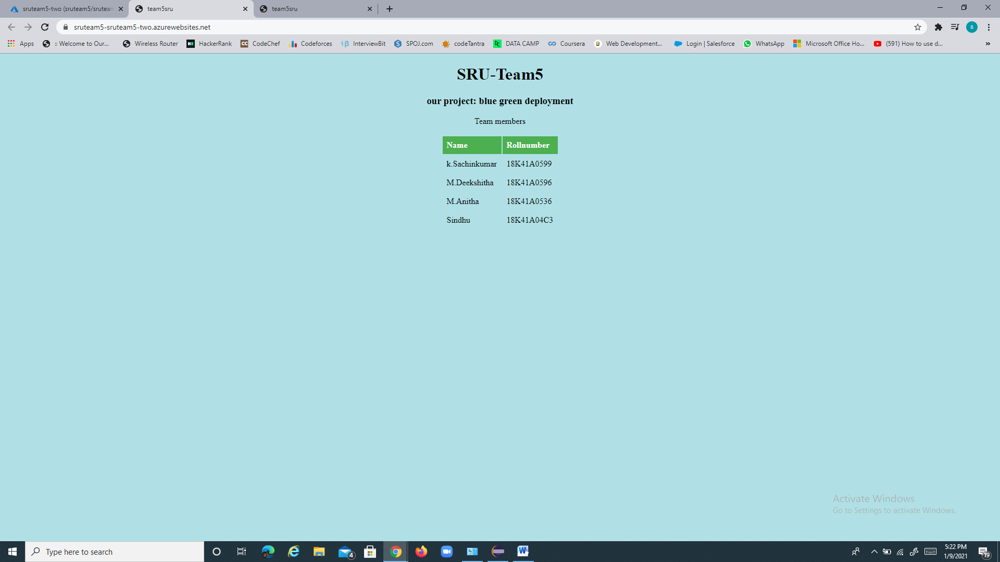 sruteam5-two (sruteam5/srutean
team5sru
team5sru
sruteam5-sruteam5-two.azurewebsites.net
s
Apps
:: Welcome to Our...
Wireless Router
HackerRank
CC CodeChef
Codeforces
iB InterviewBit
S SPOJ.com
codeTantra
DC DATA CAMP
Coursera
Web Development...
Login | Salesforce
WhatsApp
Microsoft Office Ho...
(591) How to use d...
»
SRU-Team5
our project: blue green deployment
Team members
Name Rollnumber
k.Sachinkumar 18K41A0599
M.Deekshitha 18K41A0596
M.Anitha 18K41A0536
Sindhu 18K41A04C3
Activate Windows
Go to Settings to activate Windows.
Type here to search
4
W
5:22 PM
1/9/2021
19